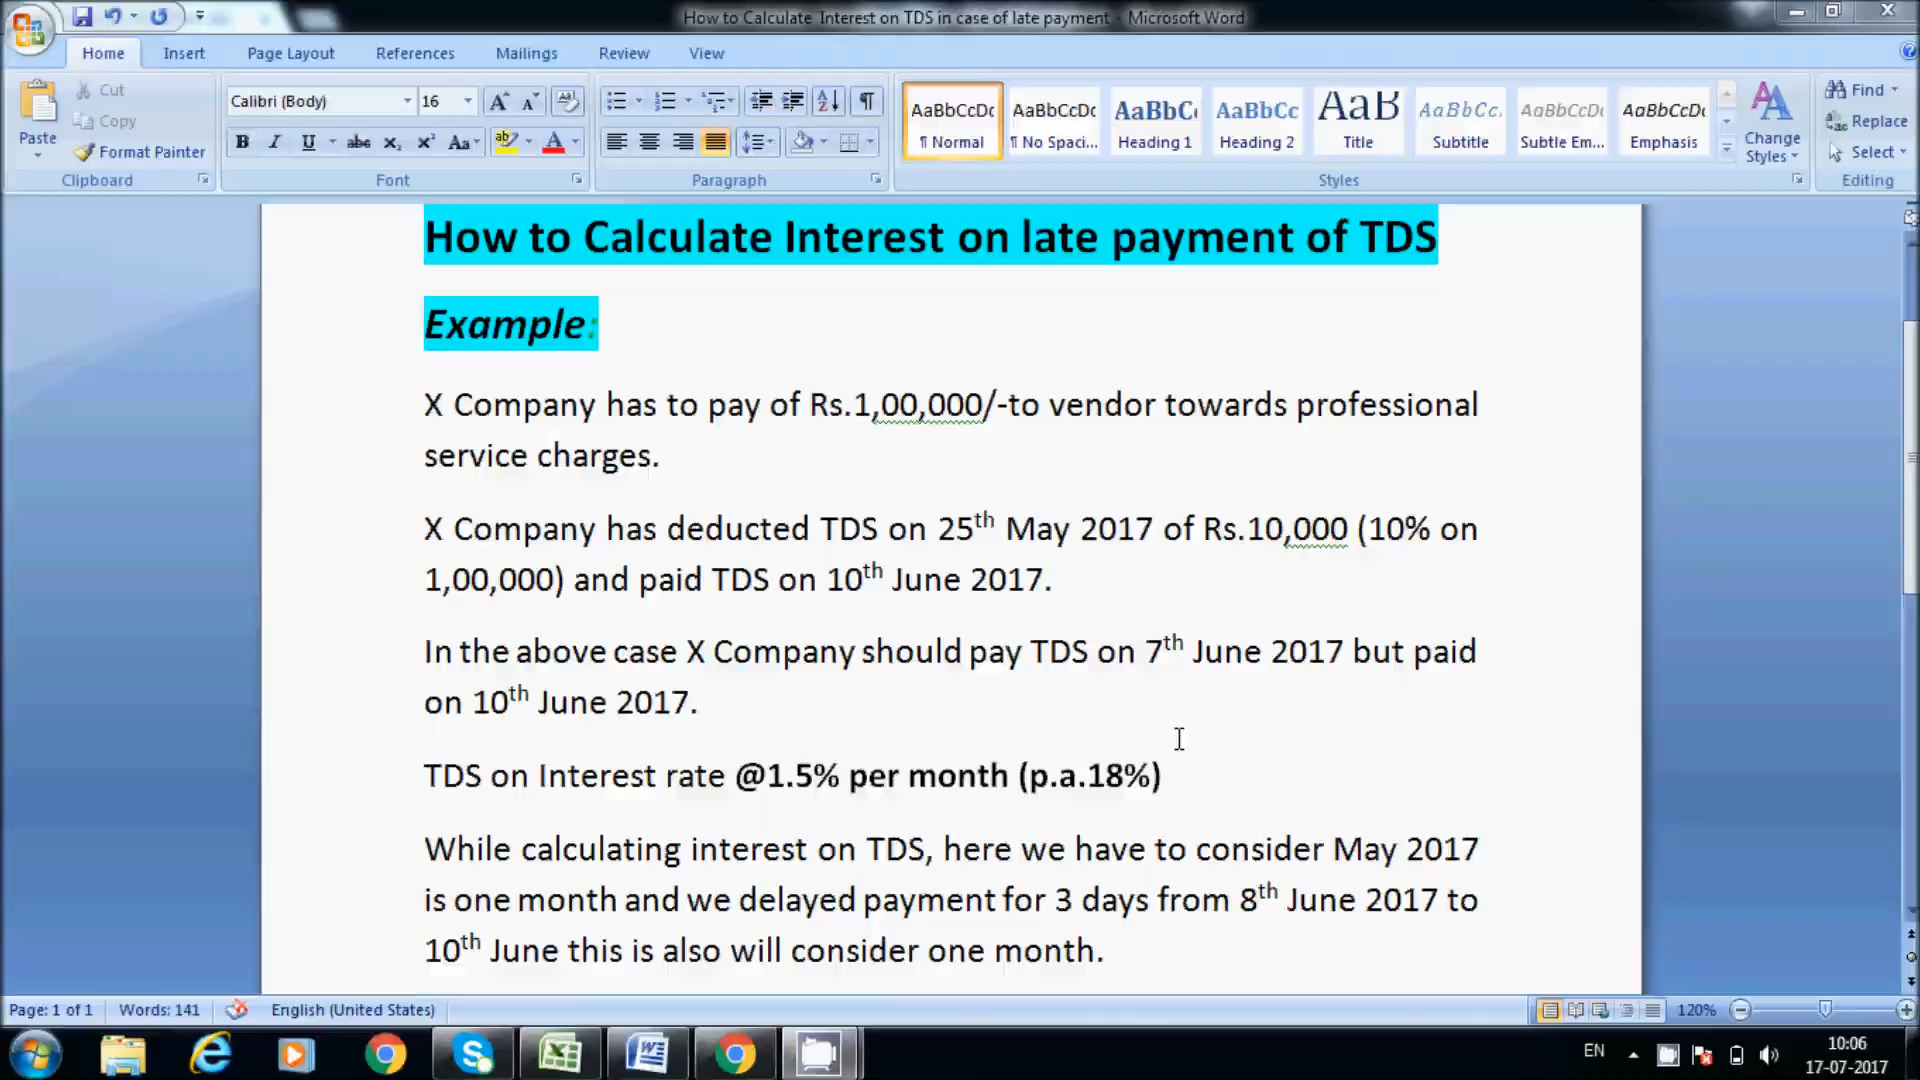 How to Calculate Interest on TDS in case of late payment - Microsoft Word
Home Insert Page Layout References Mailings Review View
Paste
Cut
Copy
Format Painter
Clipboard
Calibri (Body) 16
Font
Paragraph
AaBbCcDc AaBbCcDc AaBbC AaBbCc AaB AaBbCc. AaBbCcDc AaBbCcDc
¶ Normal ¶ No Spaci... Heading 1 Heading 2 Title Subtitle Subtle Em... Emphasis
Change Styles
Styles
Find
Replace
Select
Editing
How to Calculate Interest on late payment of TDS
Example:
X Company has to pay of Rs.1,00,000/-to vendor towards professional
service charges.
X Company has deducted TDS on 25th May 2017 of Rs.10,000 (10% on
1,00,000) and paid TDS on 10th June 2017.
In the above case X Company should pay TDS on 7th June 2017 but paid
on 10th June 2017.
TDS on Interest rate @1.5% per month (p.a.18%)
While calculating interest on TDS, here we have to consider May 2017
is one month and we delayed payment for 3 days from 8th June 2017 to
10th June this is also will consider one month.
Page: 1 of 1 Words: 141 English (United States) 120%
EN 10:06
17-07-2017